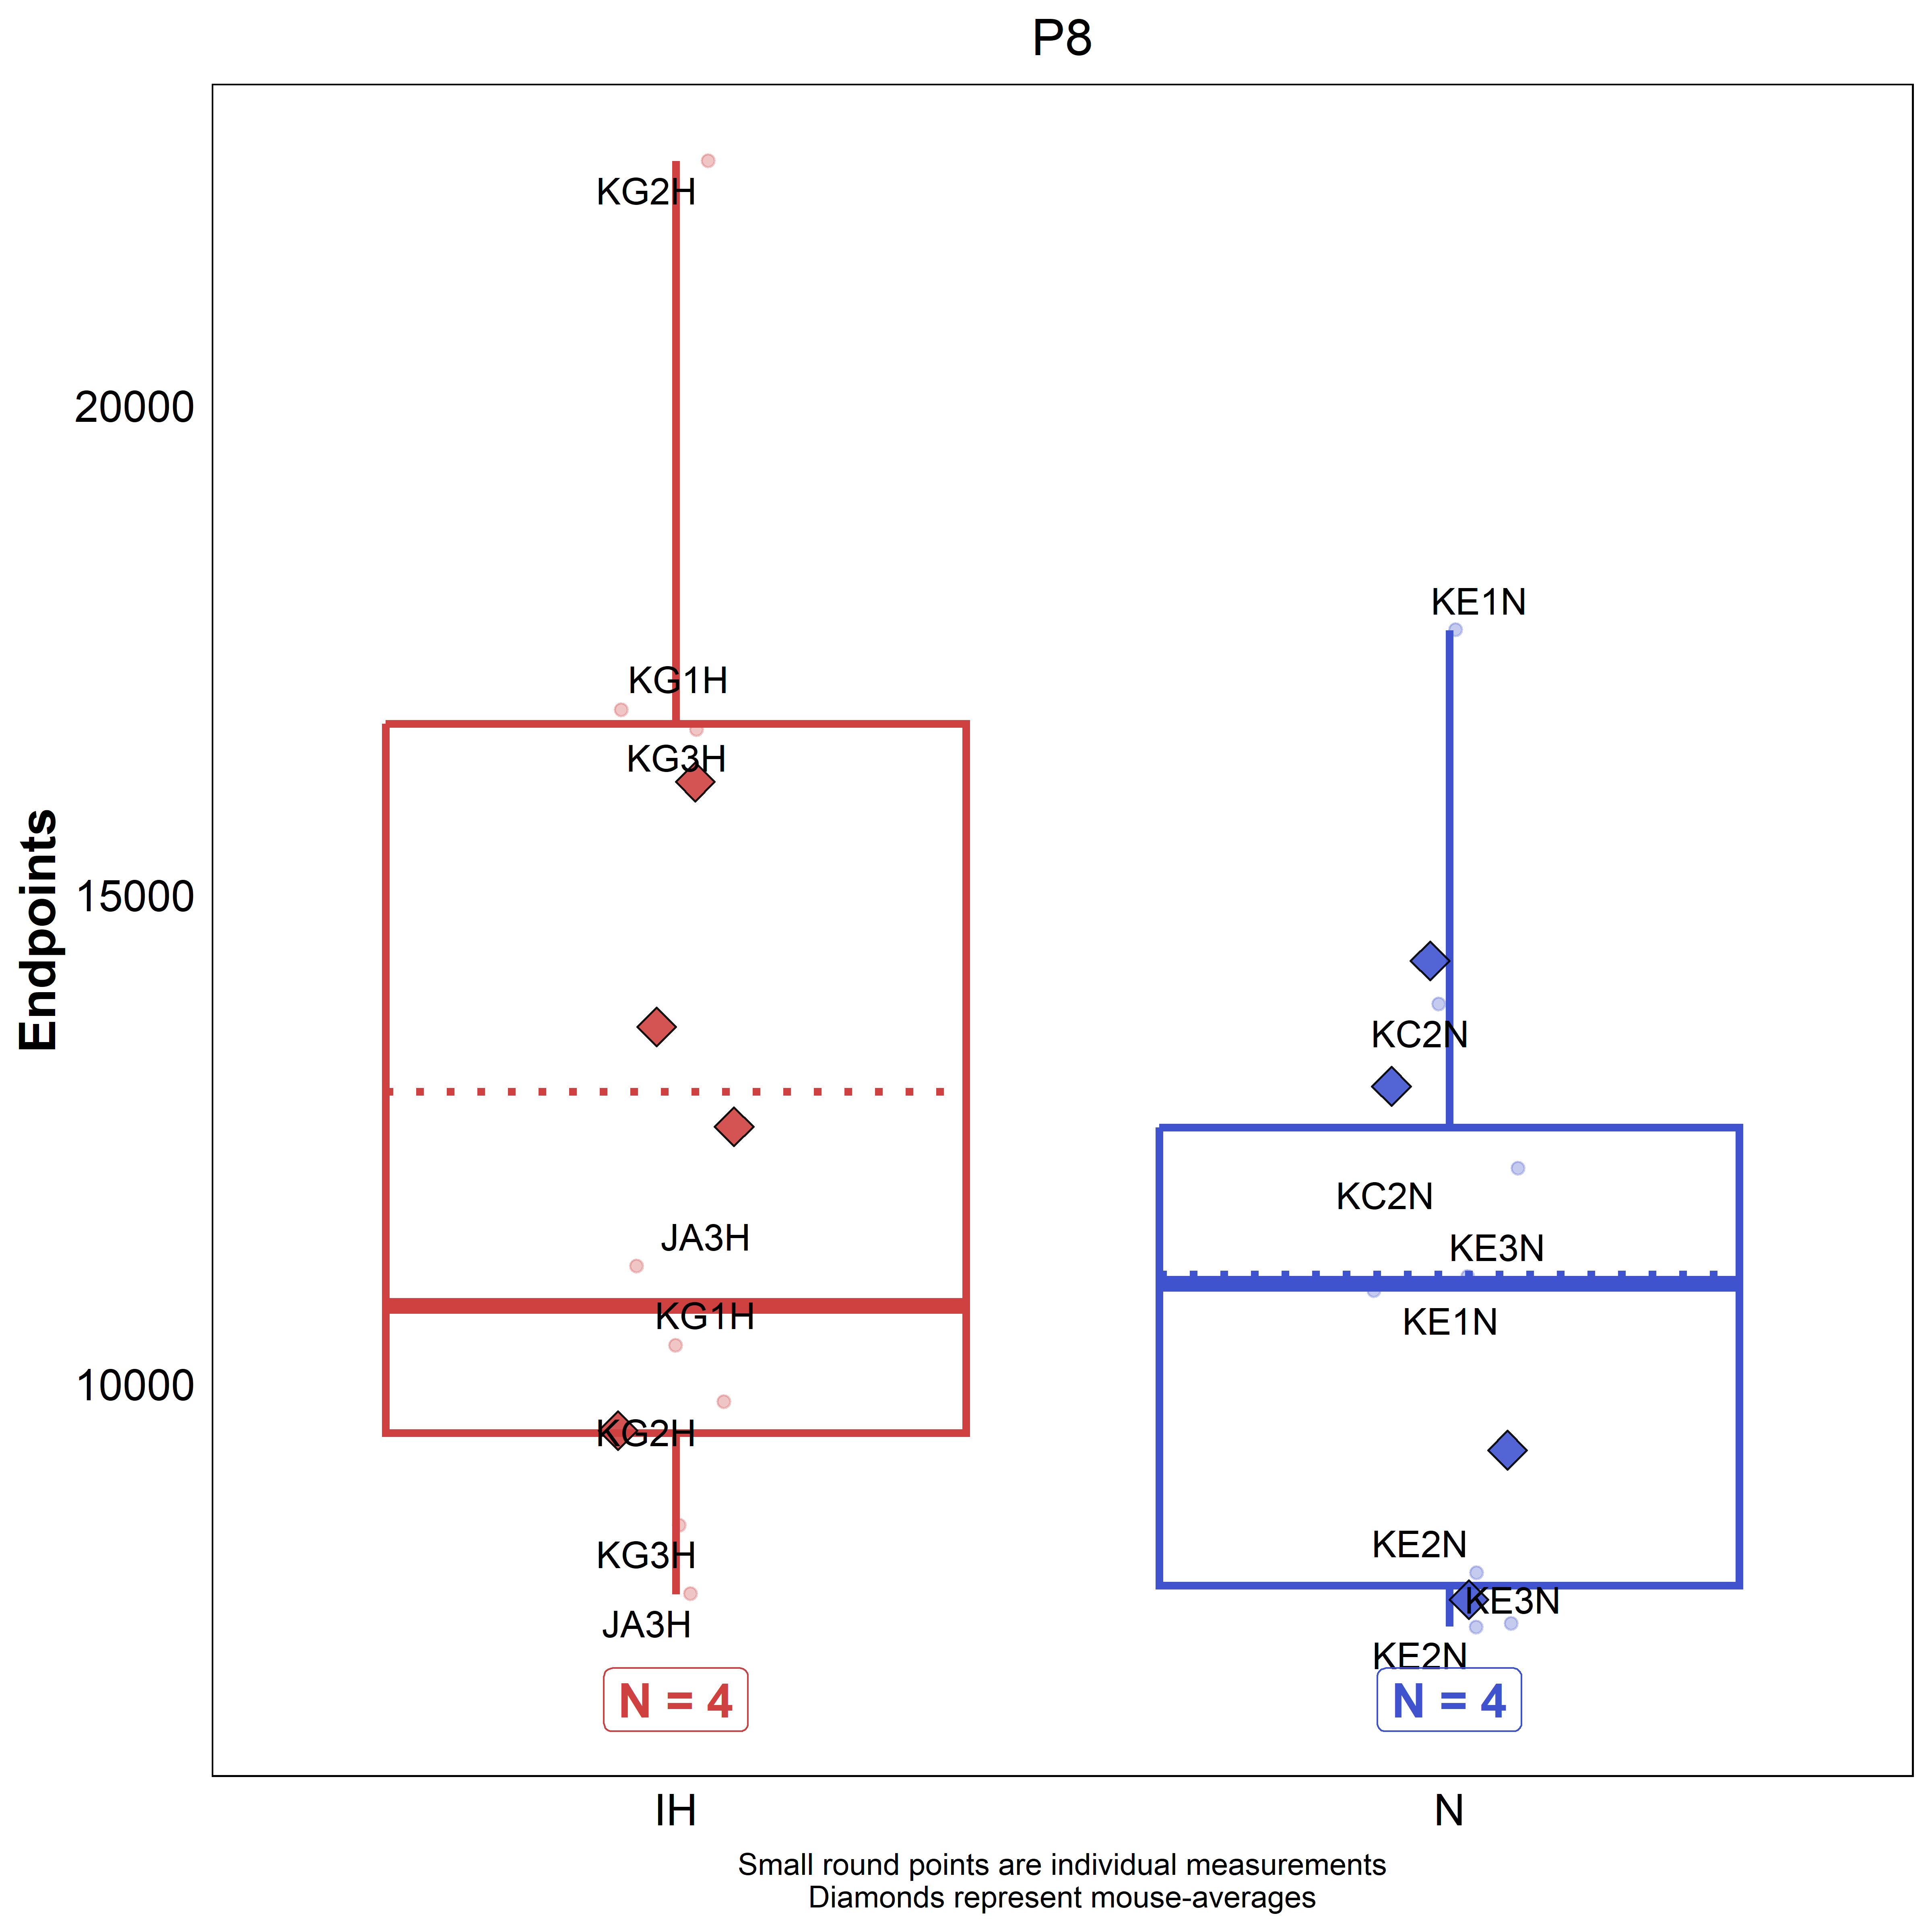 P8
Endpoints
20000
15000
10000
KG2H
KG1H
KG3H
JA3H
KG1H
KG2H
KG3H
JA3H
N = 4
KE1N
KC2N
KC2N
KE3N
KE1N
KE2N
KE3N
KE2N
N = 4
IH
N
Small round points are individual measurements
Diamonds represent mouse-averages